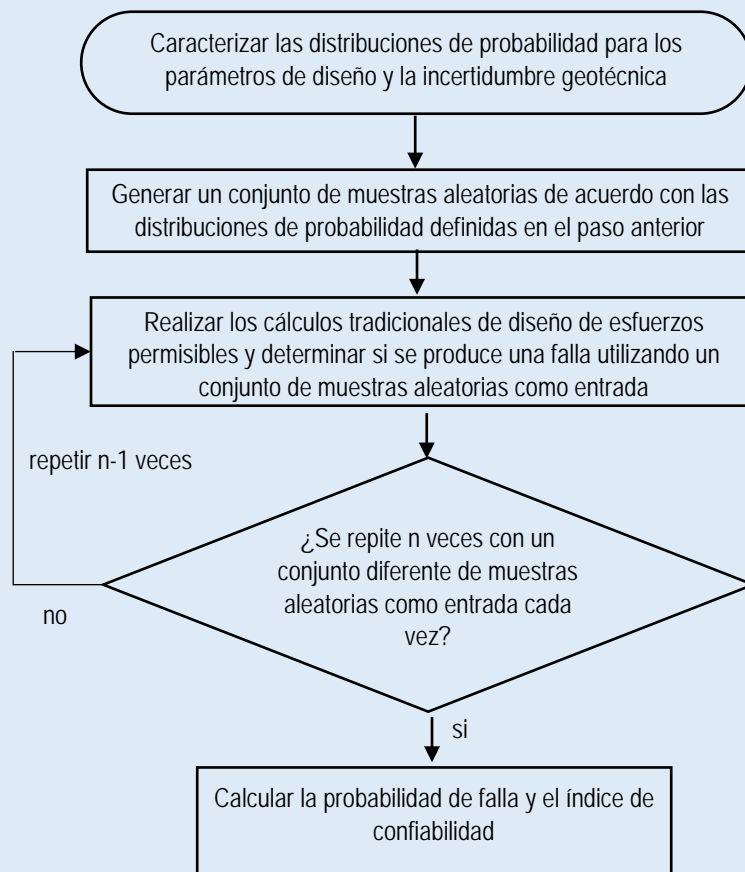 Caracterizar las distribuciones de probabilidad para los
parámetros de diseño y la incertidumbre geotécnica
Generar un conjunto de muestras aleatorias de acuerdo con las
distribuciones de probabilidad definidas en el paso anterior
Realizar los cálculos tradicionales de diseño de esfuerzos
permisibles y determinar si se produce una falla utilizando un
conjunto de muestras aleatorias como entrada
repetir n-1 veces
¿Se repite n veces con un
conjunto diferente de muestras
aleatorias como entrada cada
vez?
no
si
Calcular la probabilidad de falla y el índice de
confiabilidad